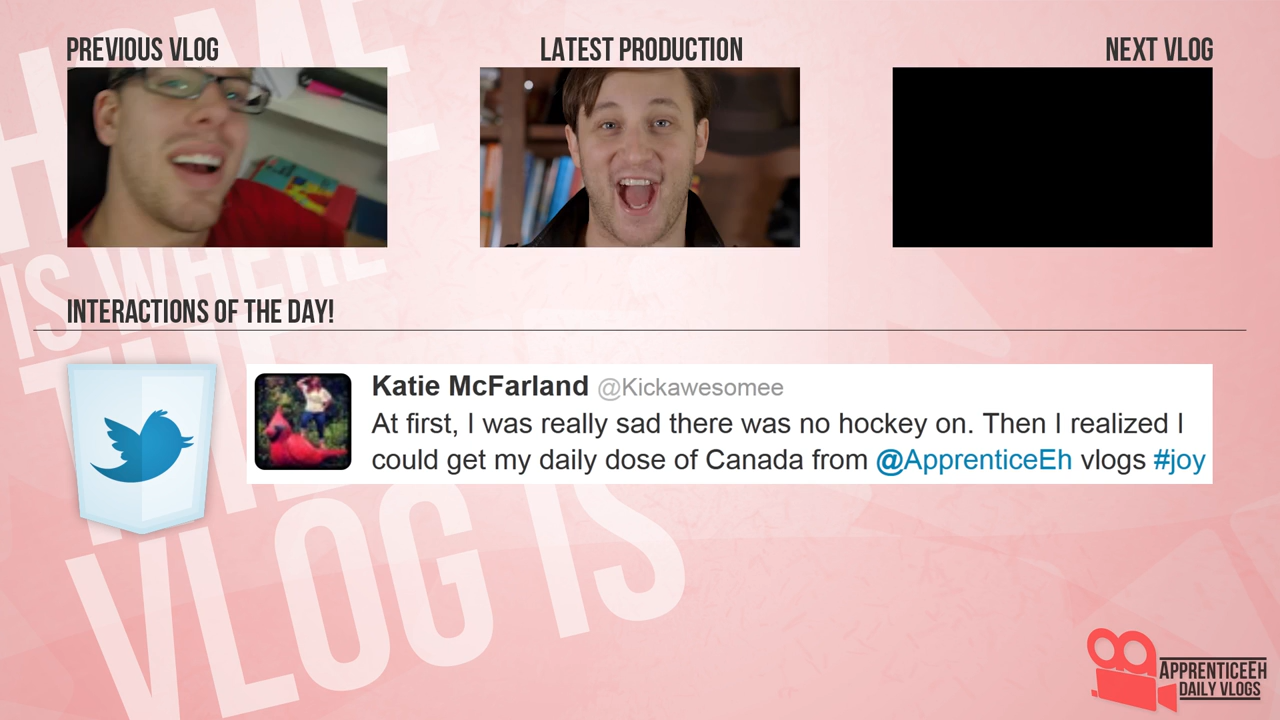 PREVIOUS VLOG
LATEST PRODUCTION
NEXT VLOG
HOME
IS WHERE
THE
VLOG IS
INTERACTIONS OF THE DAY!
Katie McFarland @Kickawesomee
At first, I was really sad there was no hockey on. Then I realized I
could get my daily dose of Canada from @ApprenticeEh vlogs #joy
APPRENTICEEH
DAILY VLOGS